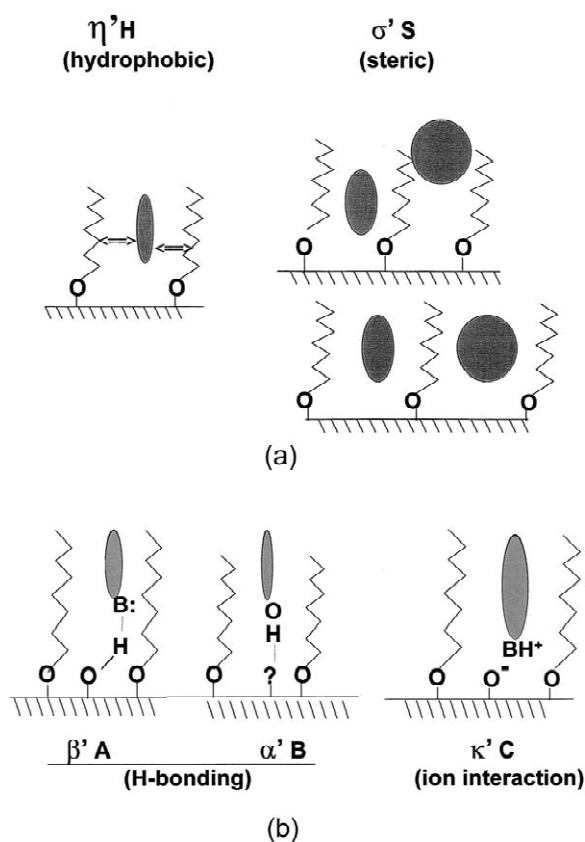 η'H
(hydrophobic)
σ' S
(steric)
O O
O O O
O O
(a)
B:
H
O O O
O
H
O ? O
BH⁺
O O⁻ O
β' A α' B
(H-bonding)
κ' C
(ion interaction)
(b)